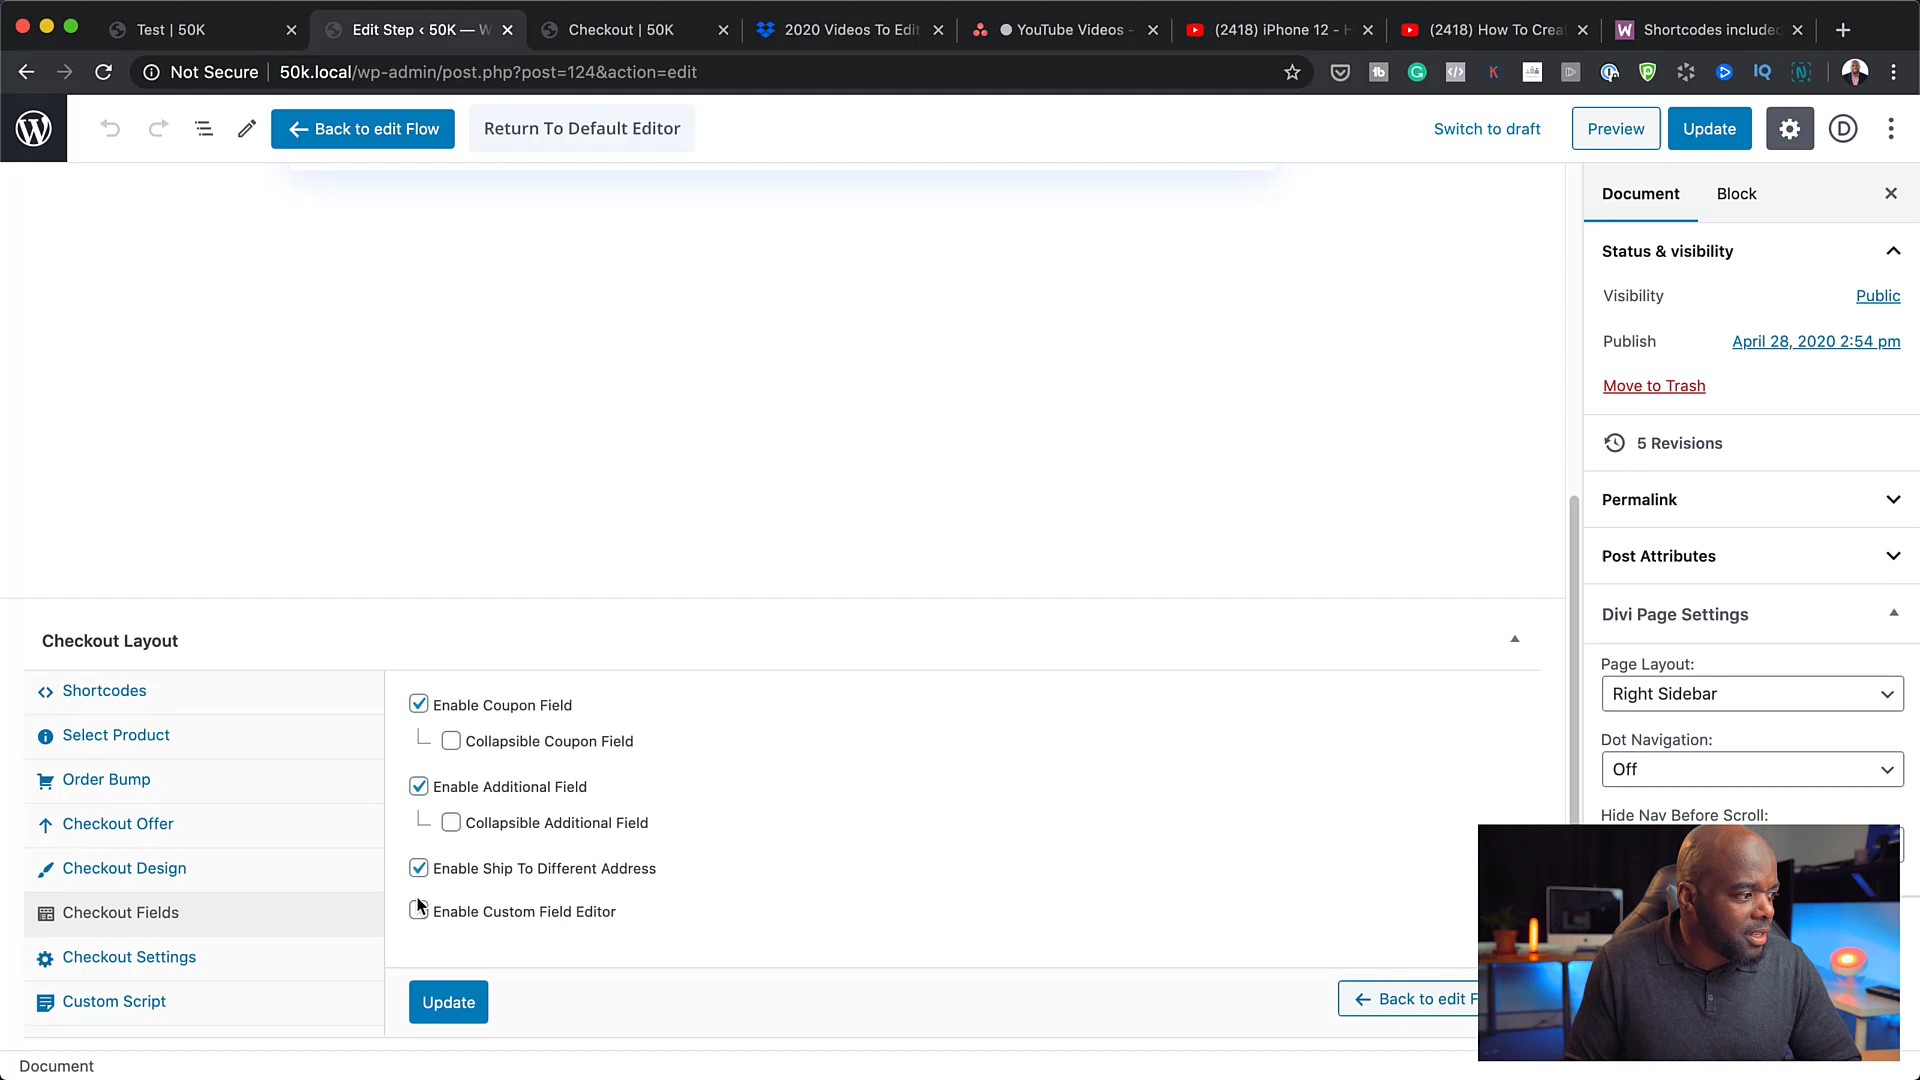 Test | 50K
Edit Step ‹ 50K — W
Checkout | 50K
2020 Videos To Edit
YouTube Videos -
(2418) iPhone 12 - H
(2418) How To Crea
Shortcodes included
Not Secure
50k.local/wp-admin/post.php?post=124&action=edit
Back to edit Flow
Return To Default Editor
Switch to draft
Preview
Update
Document
Block
Status & visibility
Visibility
Public
Publish
April 28, 2020 2:54 pm
Move to Trash
5 Revisions
Permalink
Post Attributes
Divi Page Settings
Page Layout:
Right Sidebar
Dot Navigation:
Off
Hide Nav Before Scroll:
Checkout Layout
Shortcodes
Select Product
Order Bump
Checkout Offer
Checkout Design
Checkout Fields
Checkout Settings
Custom Script
Enable Coupon Field
Collapsible Coupon Field
Enable Additional Field
Collapsible Additional Field
Enable Ship To Different Address
Enable Custom Field Editor
Update
Back to edit F
Document